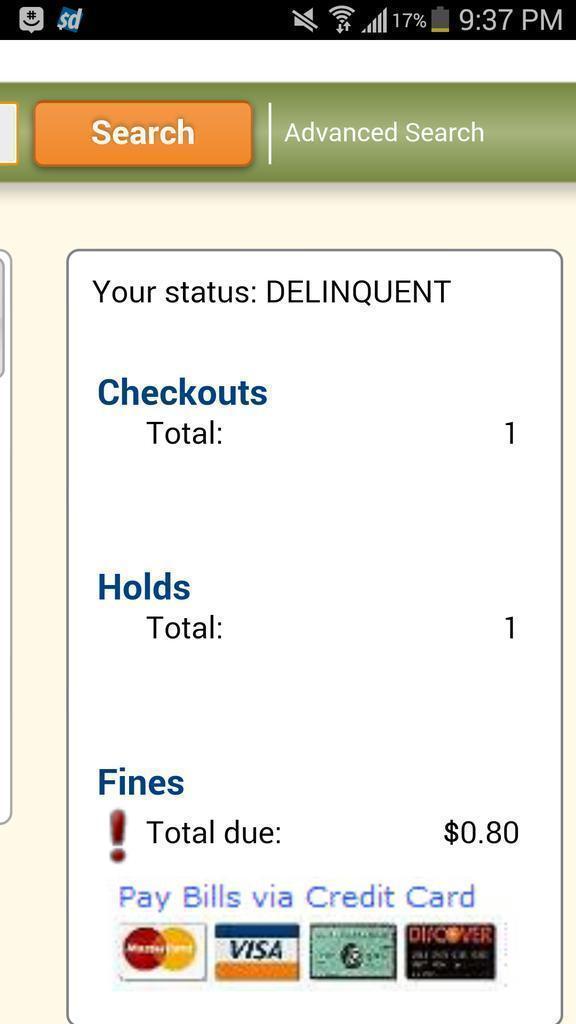 sd 17% 9:37 PM
Search Advanced Search
Your status: DELINQUENT
Checkouts
Total: 1
Holds
Total: 1
Fines
Total due: $0.80
Pay Bills via Credit Card
MasterCard VISA DISCOVER